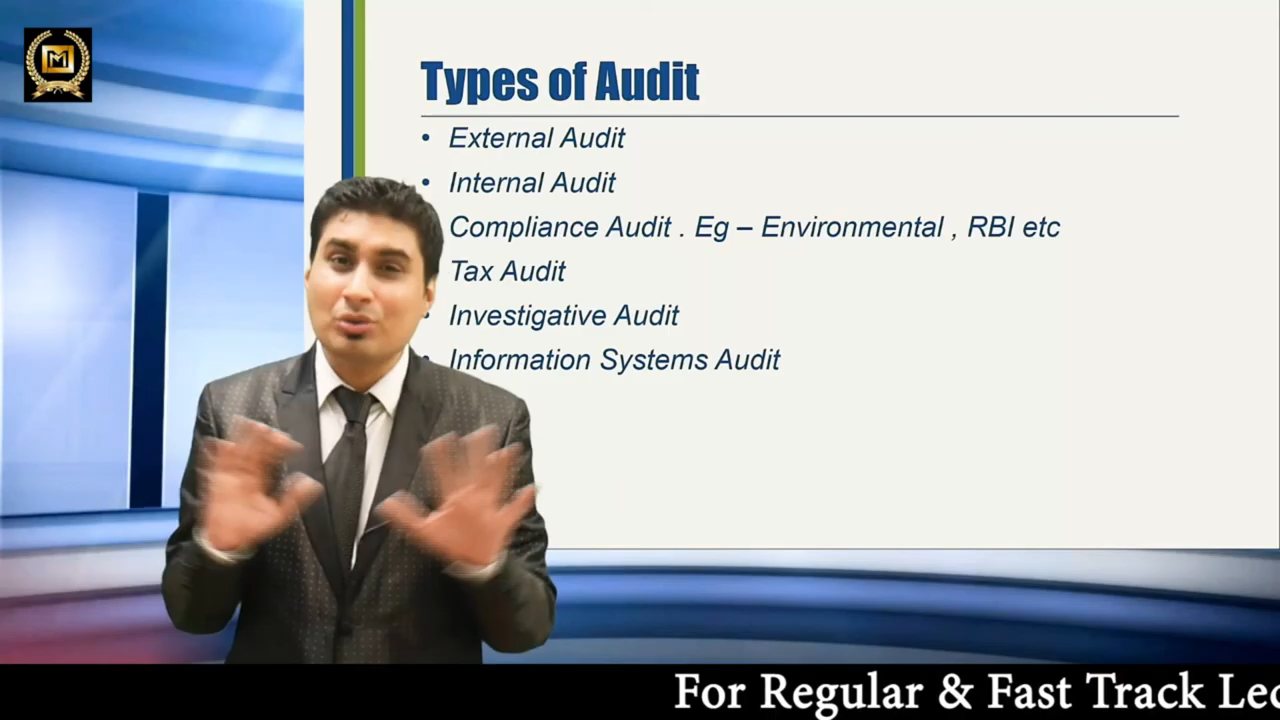 M
Types of Audit
• External Audit
• Internal Audit
Compliance Audit . Eg – Environmental , RBI etc
Tax Audit
• Investigative Audit
• Information Systems Audit
For Regular & Fast Track